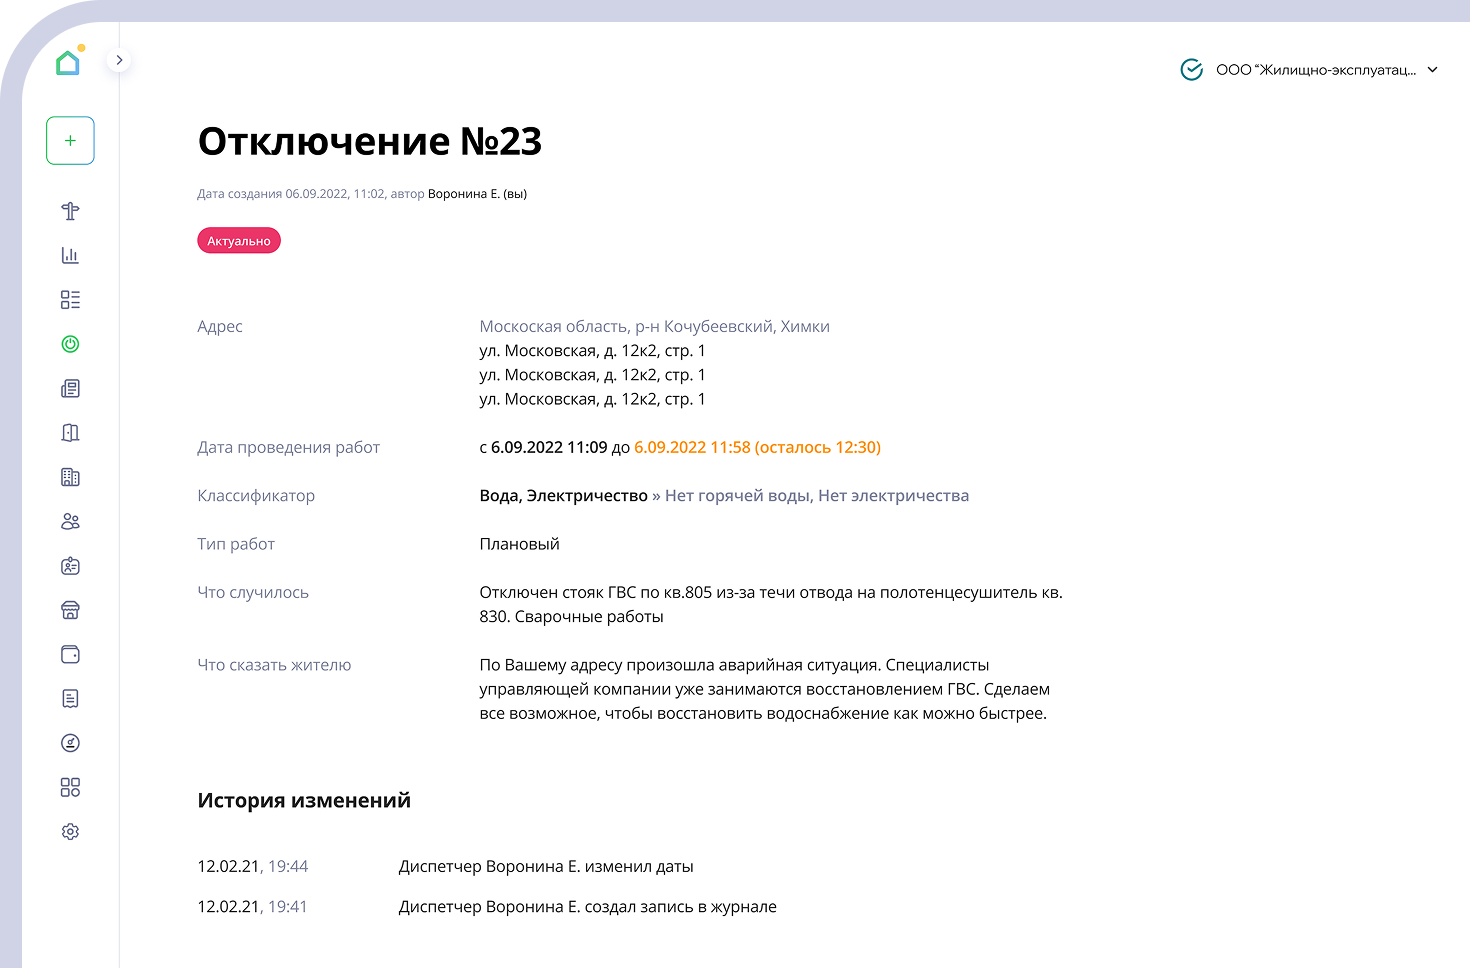 ООО “Жилищно-эксплуатац...
Отключение №23
Дата создания 06.09.2022, 11:02, автор Воронина Е. (вы)
Актуально
Адрес
Москоская область, р-н Кочубеевский, Химки
ул. Московская, д. 12к2, стр. 1
ул. Московская, д. 12к2, стр. 1
ул. Московская, д. 12к2, стр. 1
Дата проведения работ
с 6.09.2022 11:09 до 6.09.2022 11:58 (осталось 12:30)
Классификатор
Вода, Электричество » Нет горячей воды, Нет электричества
Тип работ
Плановый
Что случилось
Отключен стояк ГВС по кв.805 из-за течи отвода на полотенцесушитель кв.
830. Сварочные работы
Что сказать жителю
По Вашему адресу произошла аварийная ситуация. Специалисты
управляющей компании уже занимаются восстановлением ГВС. Сделаем
все возможное, чтобы восстановить водоснабжение как можно быстрее.
История изменений
12.02.21, 19:44 Диспетчер Воронина Е. изменил даты
12.02.21, 19:41 Диспетчер Воронина Е. создал запись в журнале